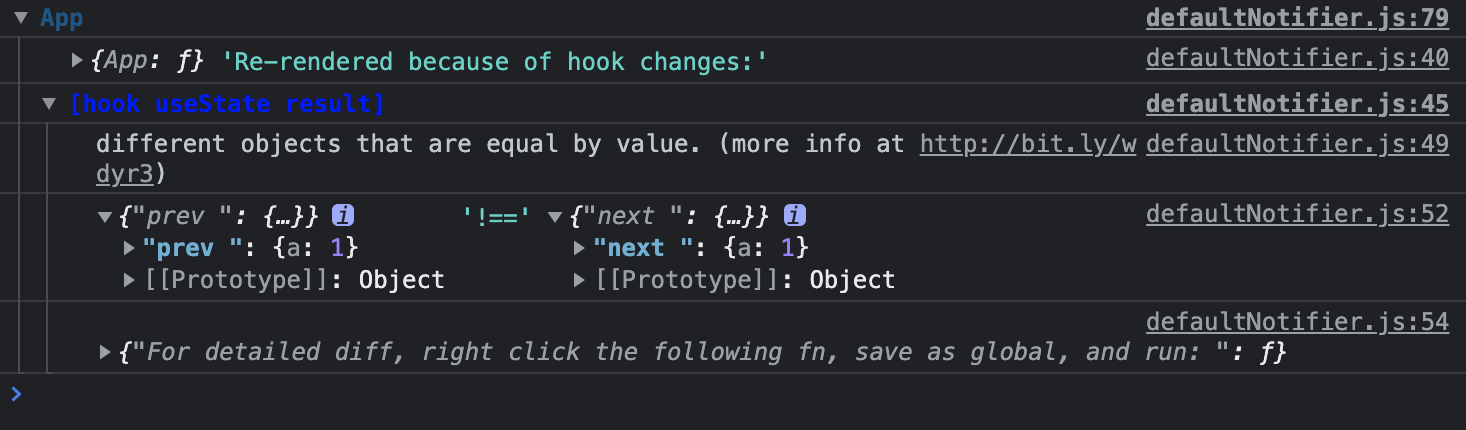 App defaultNotifier.js:79
{App: ƒ} 'Re-rendered because of hook changes:' defaultNotifier.js:40
[hook useState result] defaultNotifier.js:45
different objects that are equal by value. (more info at http://bit.ly/w defaultNotifier.js:49
dyr3)
{"prev ": {…}} i '!==' {"next ": {…}} i defaultNotifier.js:52
"prev ": {a: 1} "next ": {a: 1}
[[Prototype]]: Object [[Prototype]]: Object
defaultNotifier.js:54
{"For detailed diff, right click the following fn, save as global, and run: ": ƒ}